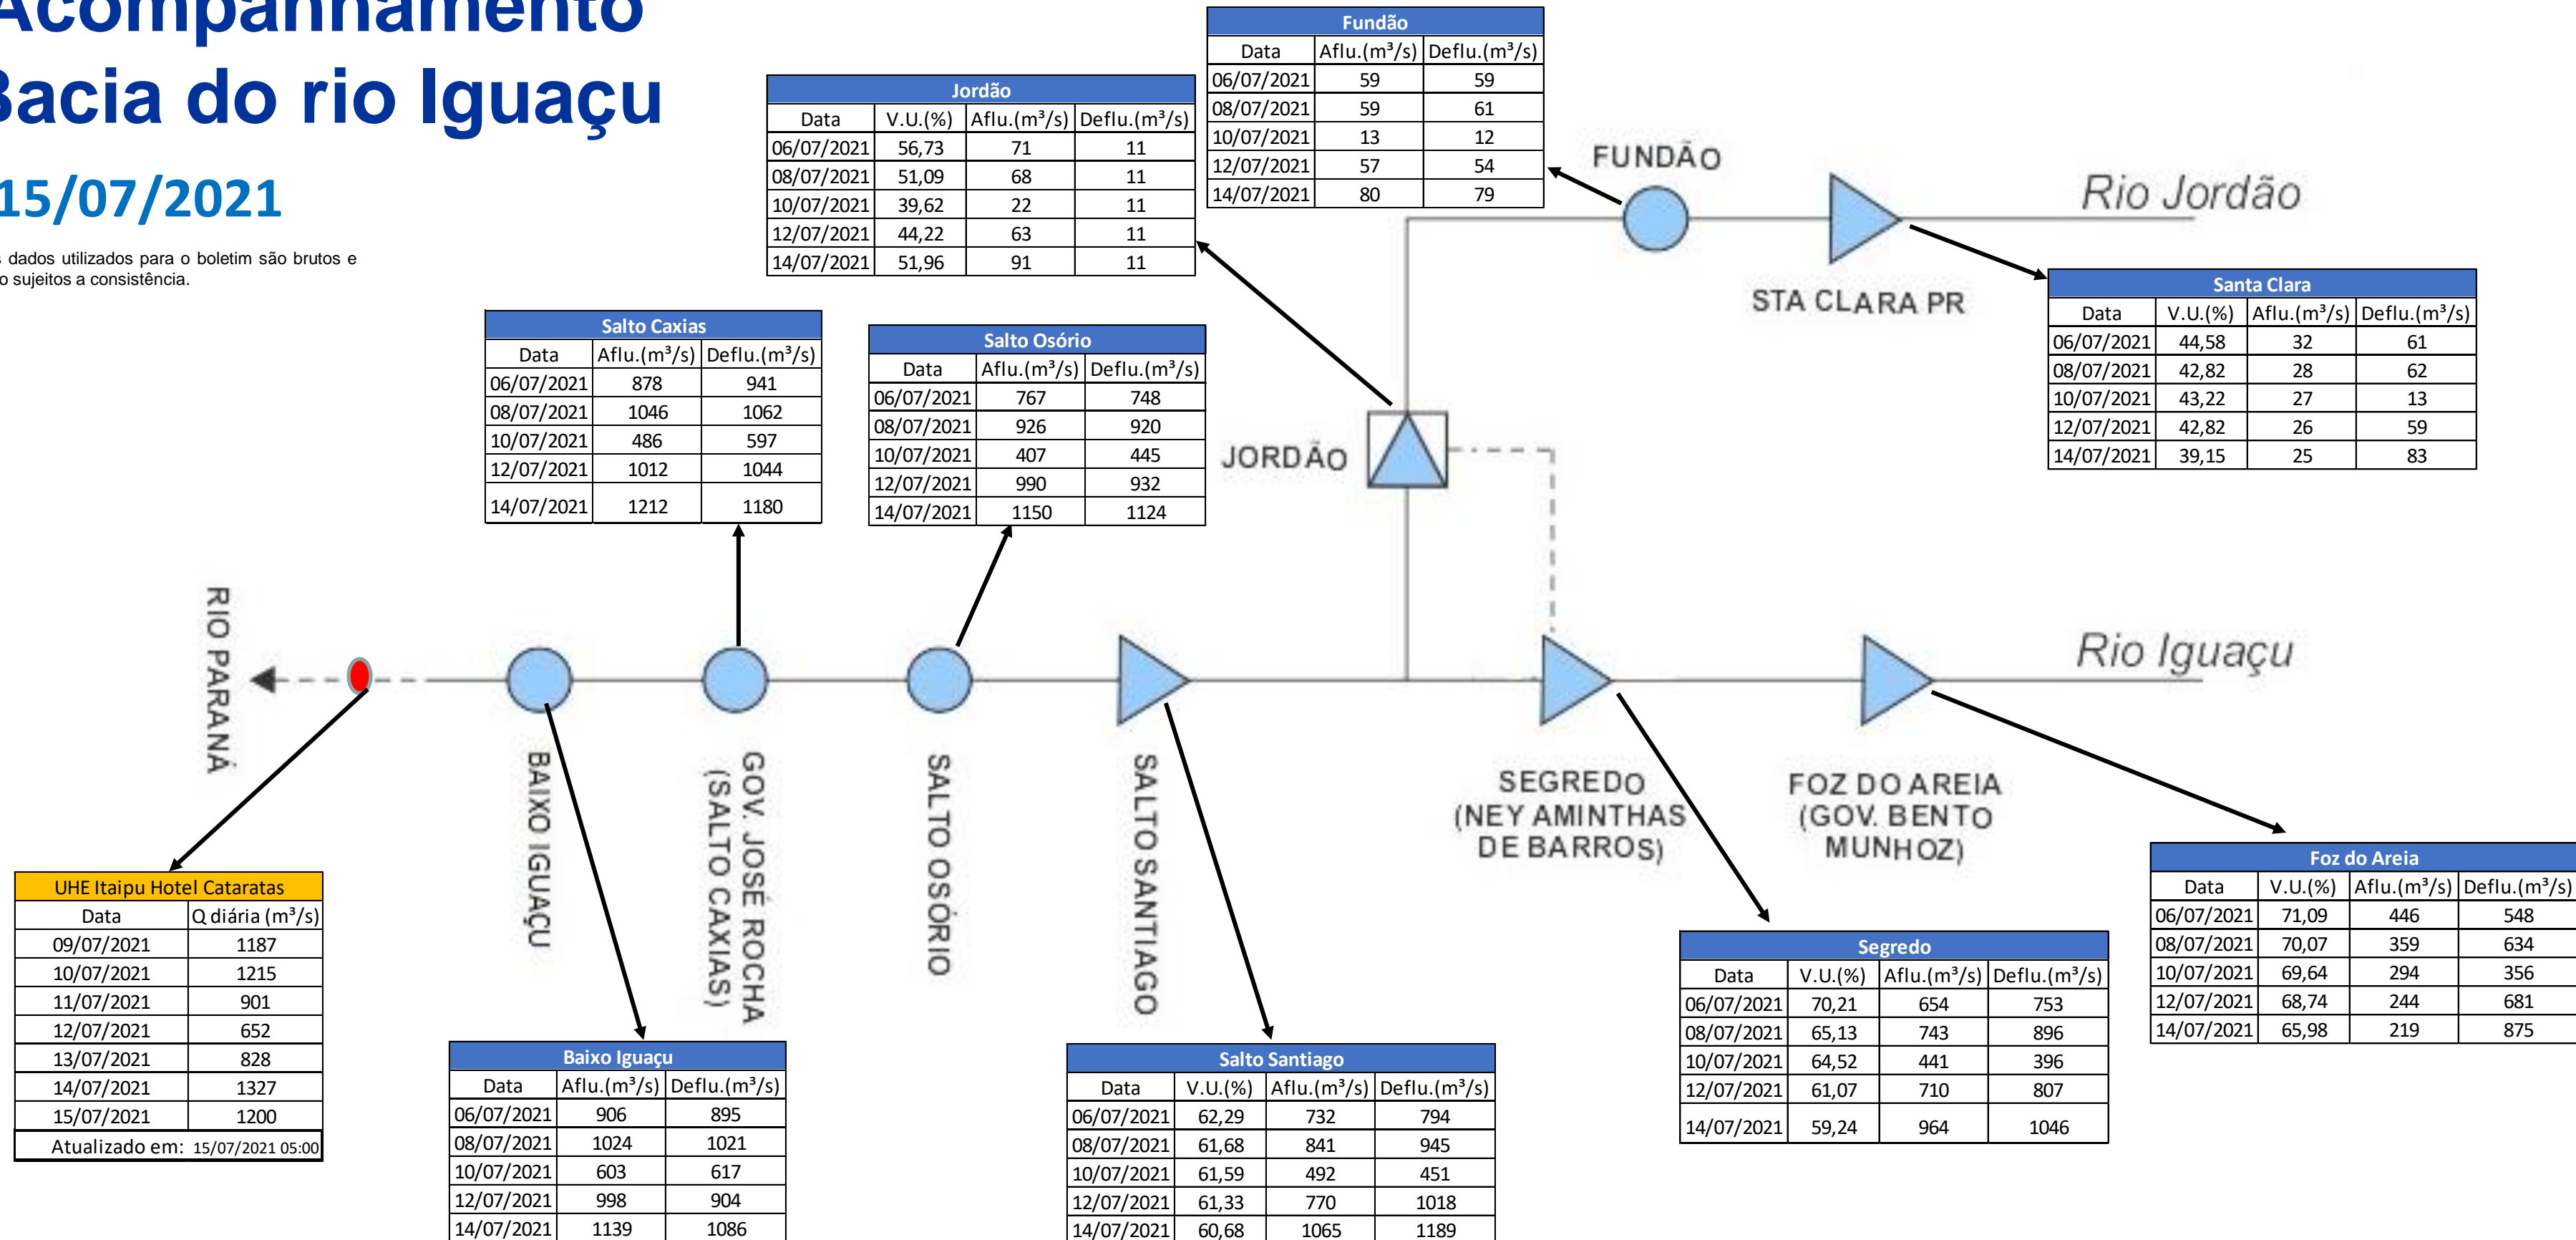 Acompanhamento
Bacia do rio Iguaçu
15/07/2021
dados utilizados para o boletim são brutos e
sujeitos a consistência.
Fundão
Data Aflu.(m³/s) Deflu.(m³/s)
06/07/2021 59 59
08/07/2021 59 61
10/07/2021 13 12
12/07/2021 57 54
14/07/2021 80 79
Jordão
Data V.U.(%) Aflu.(m³/s) Deflu.(m³/s)
06/07/2021 56,73 71 11
08/07/2021 51,09 68 11
10/07/2021 39,62 22 11
12/07/2021 44,22 63 11
14/07/2021 51,96 91 11
FUNDÃO
Rio Jordão
STA CLARA PR
Santa Clara
Data V.U.(%) Aflu.(m³/s) Deflu.(m³/s)
06/07/2021 44,58 32 61
08/07/2021 42,82 28 62
10/07/2021 43,22 27 13
12/07/2021 42,82 26 59
14/07/2021 39,15 25 83
Salto Caxias
Data Aflu.(m³/s) Deflu.(m³/s)
06/07/2021 878 941
08/07/2021 1046 1062
10/07/2021 486 597
12/07/2021 1012 1044
14/07/2021 1212 1180
Salto Osório
Data Aflu.(m³/s) Deflu.(m³/s)
06/07/2021 767 748
08/07/2021 926 920
10/07/2021 407 445
12/07/2021 990 932
14/07/2021 1150 1124
JORDÃO
RIO PARANÁ
Rio Iguaçu
BAIXO IGUAÇU
GOV. JOSÉ ROCHA
(SALTO CAXIAS)
SALTO OSÓRIO
SALTO SANTIAGO
SEGREDO
(NEY AMINTHAS
DE BARROS)
FOZ DO AREIA
(GOV. BENTO
MUNHOZ)
UHE Itaipu Hotel Cataratas
Data Q diária (m³/s)
09/07/2021 1187
10/07/2021 1215
11/07/2021 901
12/07/2021 652
13/07/2021 828
14/07/2021 1327
15/07/2021 1200
Atualizado em: 15/07/2021 05:00
Baixo Iguaçu
Data Aflu.(m³/s) Deflu.(m³/s)
06/07/2021 906 895
08/07/2021 1024 1021
10/07/2021 603 617
12/07/2021 998 904
14/07/2021 1139 1086
Salto Santiago
Data V.U.(%) Aflu.(m³/s) Deflu.(m³/s)
06/07/2021 62,29 732 794
08/07/2021 61,68 841 945
10/07/2021 61,59 492 451
12/07/2021 61,33 770 1018
14/07/2021 60,68 1065 1189
Segredo
Data V.U.(%) Aflu.(m³/s) Deflu.(m³/s)
06/07/2021 70,21 654 753
08/07/2021 65,13 743 896
10/07/2021 64,52 441 396
12/07/2021 61,07 710 807
14/07/2021 59,24 964 1046
Foz do Areia
Data V.U.(%) Aflu.(m³/s) Deflu.(m³/s)
06/07/2021 71,09 446 548
08/07/2021 70,07 359 634
10/07/2021 69,64 294 356
12/07/2021 68,74 244 681
14/07/2021 65,98 219 875